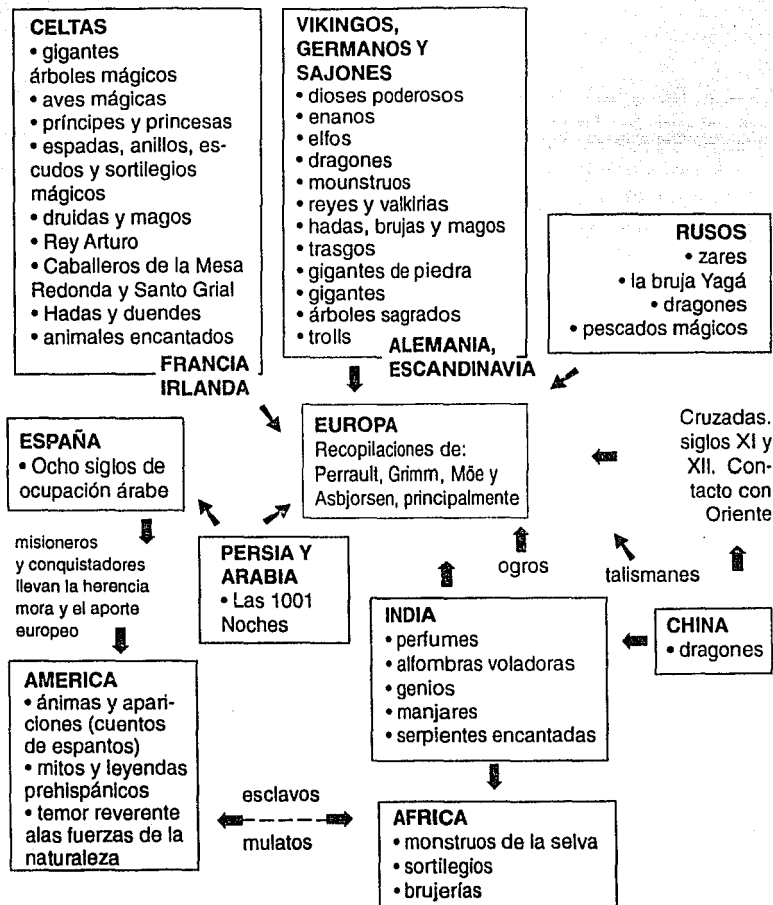 CELTAS
• gigantes
árboles mágicos
• aves mágicas
• príncipes y princesas
• espadas, anillos, es-
cudos y sortilegios
mágicos
• druidas y magos
• Rey Arturo
• Caballeros de la Mesa
Redonda y Santo Grial
• Hadas y duendes
• animales encantados
FRANCIA
IRLANDA
VIKINGOS,
GERMANOS Y
SAJONES
• dioses poderosos
• enanos
• elfos
• dragones
• mounstruos
• reyes y valkirias
• hadas, brujas y magos
• trasgos
• gigantes de piedra
• gigantes
• árboles sagrados
• trolls
ALEMANIA,
ESCANDINAVIA
RUSOS
• zares
• la bruja Yagá
• dragones
• pescados mágicos
ESPAÑA
• Ocho siglos de
ocupación árabe
EUROPA
Recopilaciones de:
Perrault, Grimm, Möe y
Asbjorsen, principalmente
Cruzadas.
siglos XI y
XII. Con-
tacto con
Oriente
misioneros
y conquistadores
llevan la herencia
mora y el aporte
europeo
PERSIA Y
ARABIA
• Las 1001
Noches
ogros
talismanes
INDIA
• perfumes
• alfombras voladoras
• genios
• manjares
• serpientes encantadas
CHINA
• dragones
AMERICA
• ánimas y apari-
ciones (cuentos
de espantos)
• mitos y leyendas
prehispánicos
• temor reverente
alas fuerzas de la
naturaleza
esclavos
mulatos
AFRICA
• monstruos de la selva
• sortilegios
• brujerías